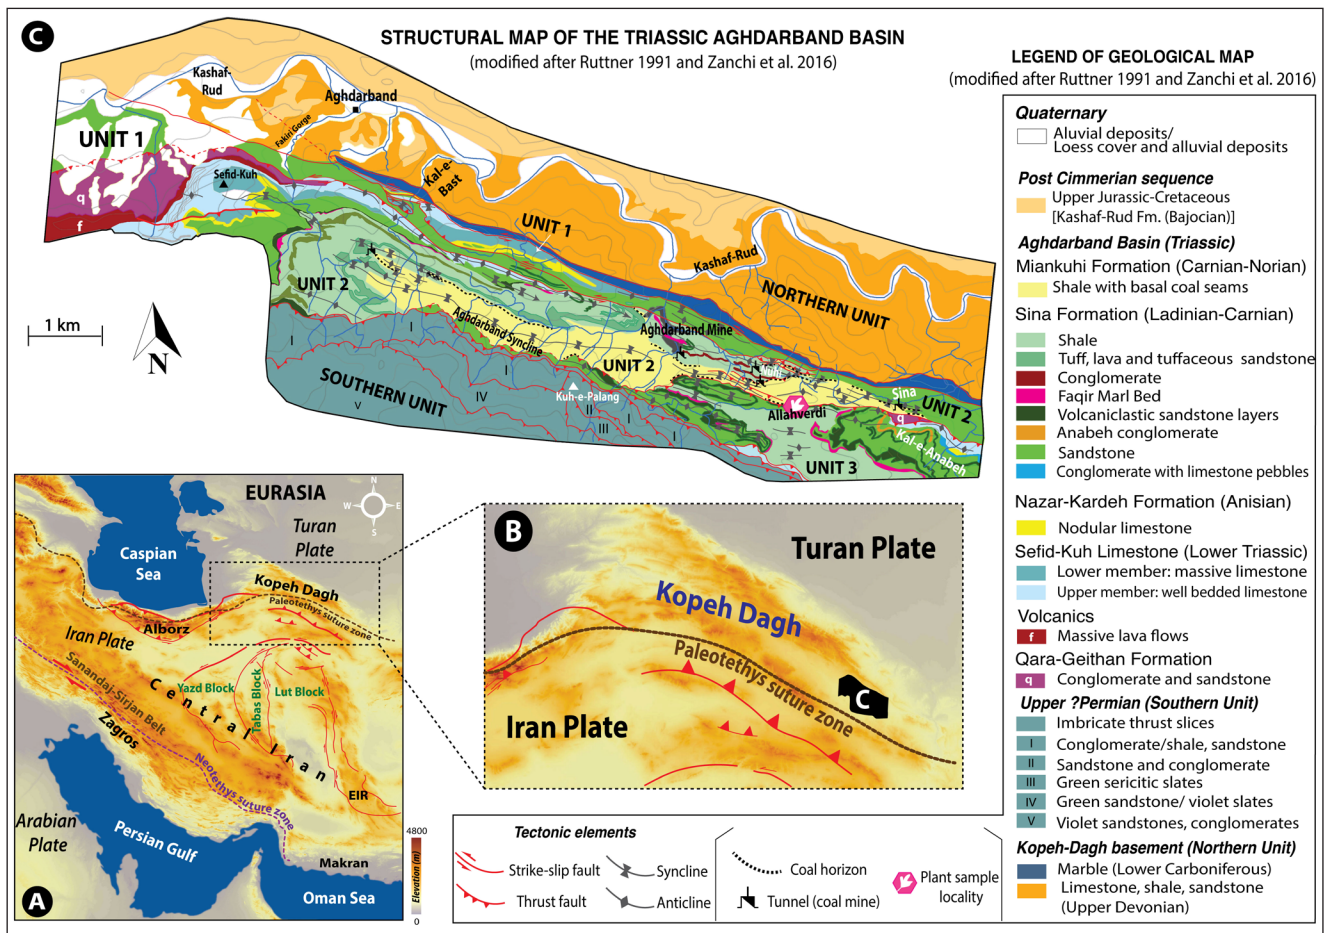 C
STRUCTURAL MAP OF THE TRIASSIC AGHDARBAND BASIN
(modified after Ruttner 1991 and Zanchi et al. 2016)
Kashaf-
Rud
Aghdarband
Fakiri Gorge
UNIT 1
Sefid-Kuh
Kal-e-
Bast
q
f
UNIT 1
Kashaf-Rud
NORTHERN UNIT
UNIT 2
Aghdarband Syncline
Aghdarband Mine
UNIT 2
I
I
I
SOUTHERN UNIT
IV
V
Kuh-e-Palang
II
III
I
I
Allahverdi
Sina
UNIT 2
q
Kal-e-Anabeh
UNIT 3
1 km
N
LEGEND OF GEOLOGICAL MAP
(modified after Ruttner 1991 and Zanchi et al. 2016)
Quaternary
Aluvial deposits/
Loess cover and alluvial deposits
Post Cimmerian sequence
Upper Jurassic-Cretaceous
[Kashaf-Rud Fm. (Bajocian)]
Aghdarband Basin (Triassic)
Miankuhi Formation (Carnian-Norian)
Shale with basal coal seams
Sina Formation (Ladinian-Carnian)
Shale
Tuff, lava and tuffaceous sandstone
Conglomerate
Faqir Marl Bed
Volcaniclastic sandstone layers
Anabeh conglomerate
Sandstone
Conglomerate with limestone pebbles
Nazar-Kardeh Formation (Anisian)
Nodular limestone
Sefid-Kuh Limestone (Lower Triassic)
Lower member: massive limestone
Upper member: well bedded limestone
Volcanics
f Massive lava flows
Qara-Geithan Formation
q Conglomerate and sandstone
Upper ?Permian (Southern Unit)
Imbricate thrust slices
I Conglomerate/shale, sandstone
II Sandstone and conglomerate
III Green sericitic slates
IV Green sandstone/ violet slates
V Violet sandstones, conglomerates
Kopeh-Dagh basement (Northern Unit)
Marble (Lower Carboniferous)
Limestone, shale, sandstone
(Upper Devonian)
EURASIA
N
W E
S
Turan
Plate
Caspian
Sea
Kopeh Dagh
Paleotethys suture zone
Alborz
Iran Plate
Sanandaj-Sirjan Belt
Yazd Block
Tabas Block
Lut Block
Central Iran
Zagros
Neotethys suture zone
EIR
Arabian
Plate
Persian Gulf
Makran
Oman Sea
A
4800
Elevation (m)
0
B
Turan Plate
Kopeh Dagh
Paleotethys suture zone
C
Iran Plate
Tectonic elements
Strike-slip fault
Syncline
Thrust fault
Anticline
Coal horizon
Tunnel (coal mine)
Plant sample
locality